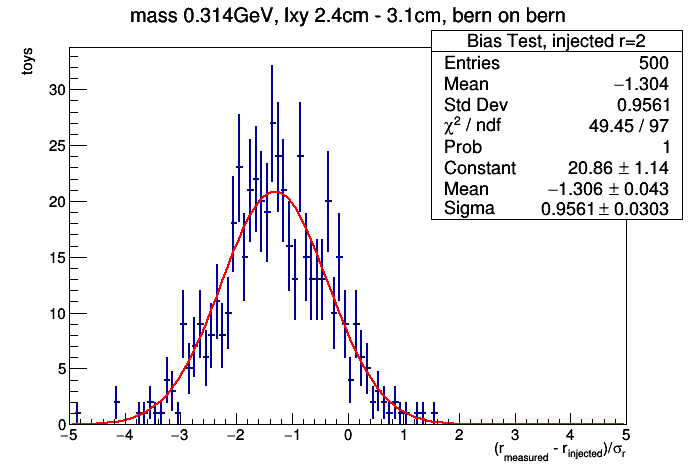 mass 0.314GeV, lxy 2.4cm - 3.1cm, bern on bern
toys
Bias Test, injected r=2
Entries 500
Mean −1.304
Std Dev 0.9561
χ² / ndf 49.45 / 97
Prob 1
Constant 20.86 ± 1.14
Mean −1.306 ± 0.043
Sigma 0.9561 ± 0.0303
30
25
20
15
10
5
0
−5 −4 −3 −2 −1 0 1 2 3 4 5
(r_measured - r_injected)/σ_r